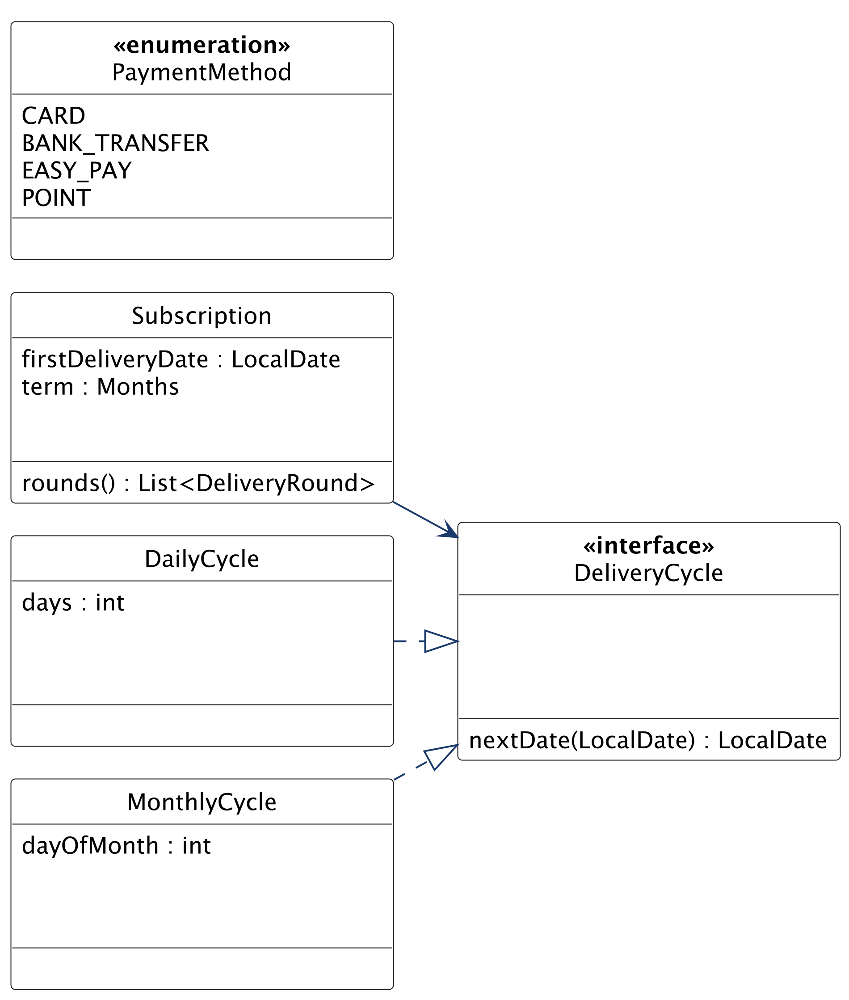 «enumeration»
PaymentMethod
CARD
BANK_TRANSFER
EASY_PAY
POINT
Subscription
firstDeliveryDate : LocalDate
term : Months
rounds() : List<DeliveryRound>
DailyCycle
days : int
«interface»
DeliveryCycle
nextDate(LocalDate) : LocalDate
MonthlyCycle
dayOfMonth : int